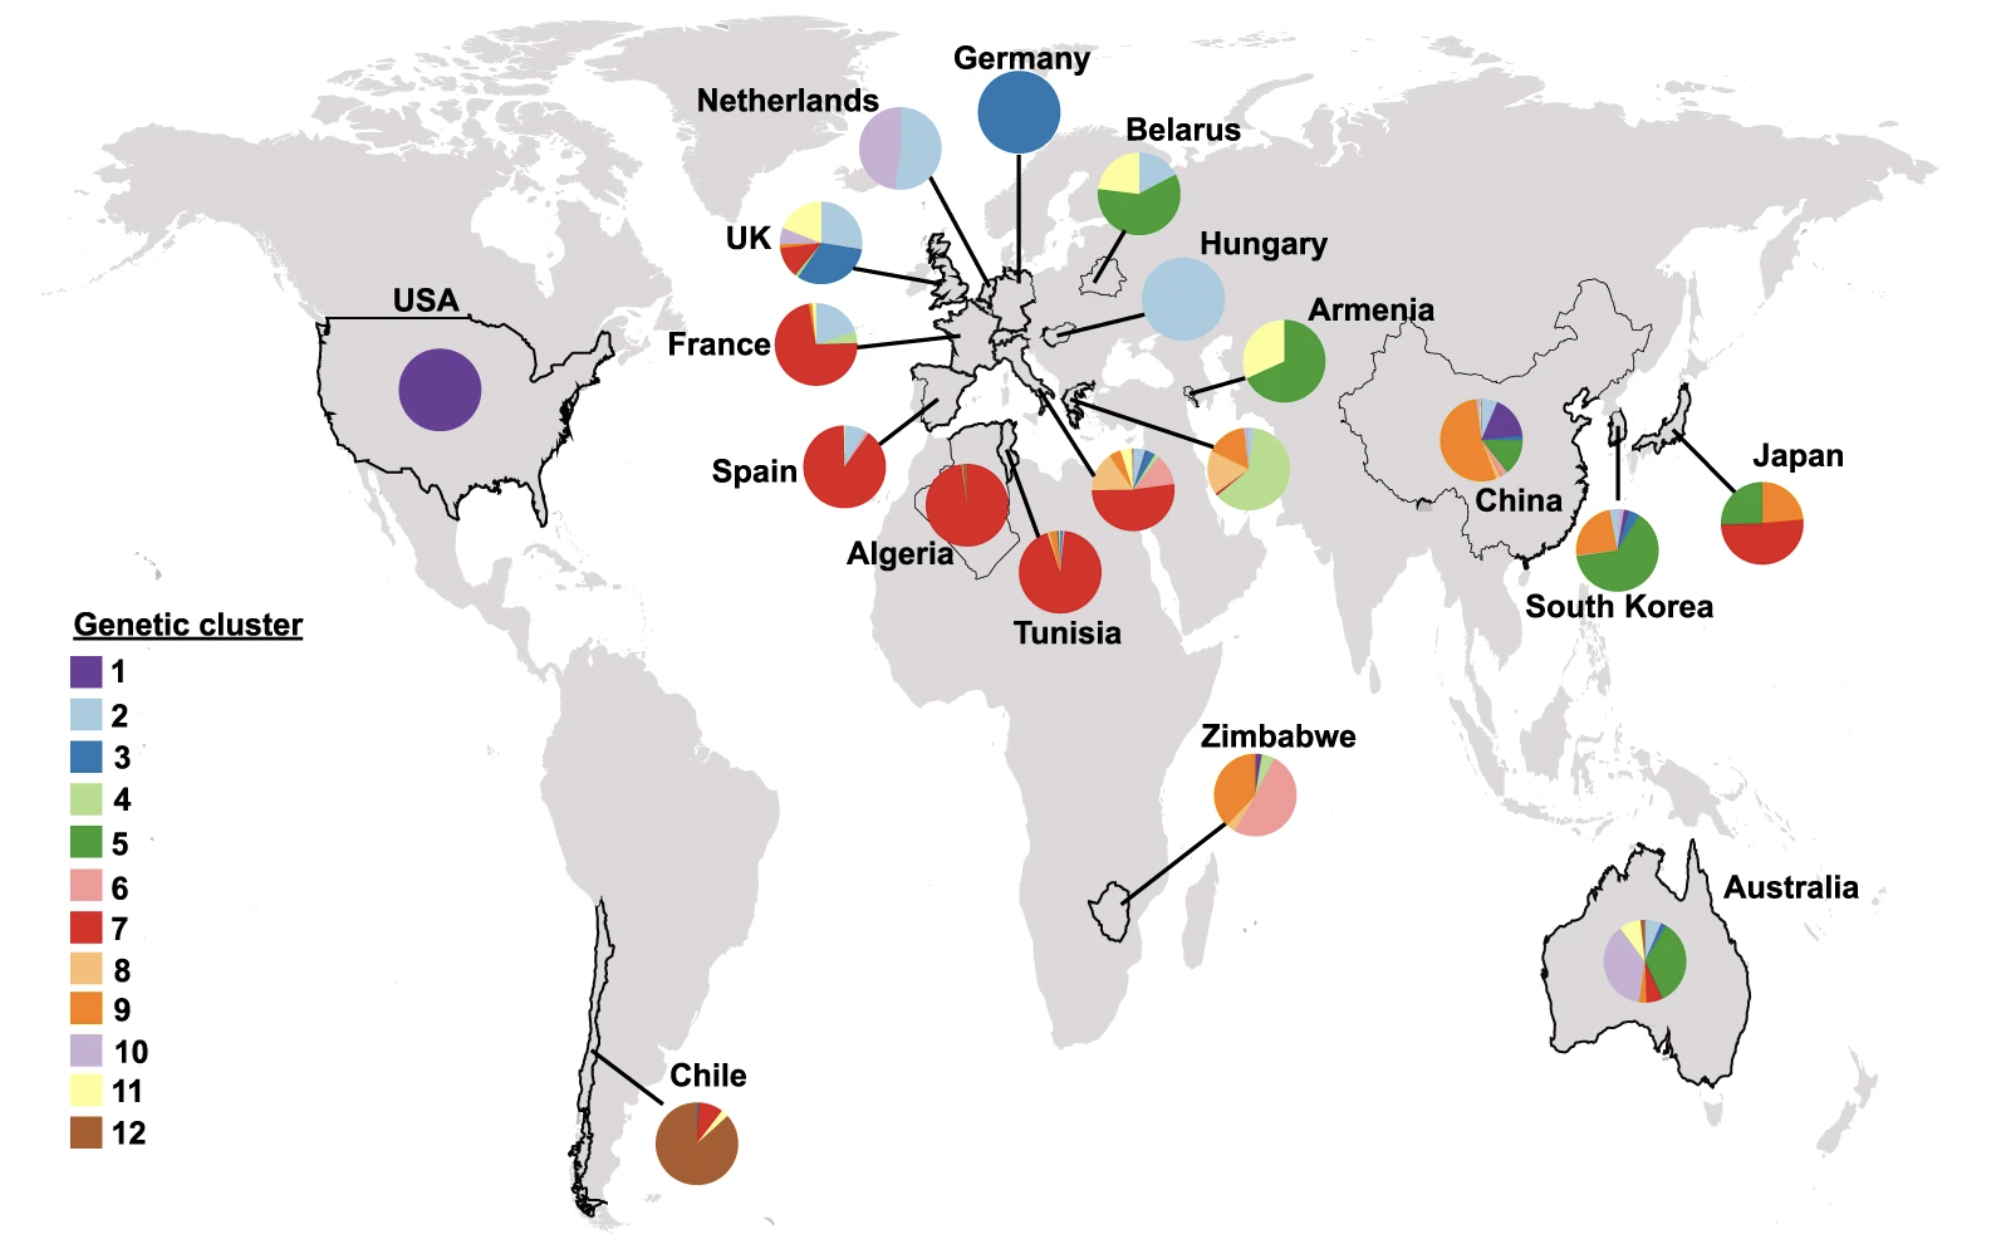 Germany
Netherlands
Belarus
UK
Hungary
USA
Armenia
France
Spain
Japan
China
Algeria
South Korea
Tunisia
Genetic cluster
1
2
3
4
5
6
7
8
9
10
11
12
Zimbabwe
Australia
Chile